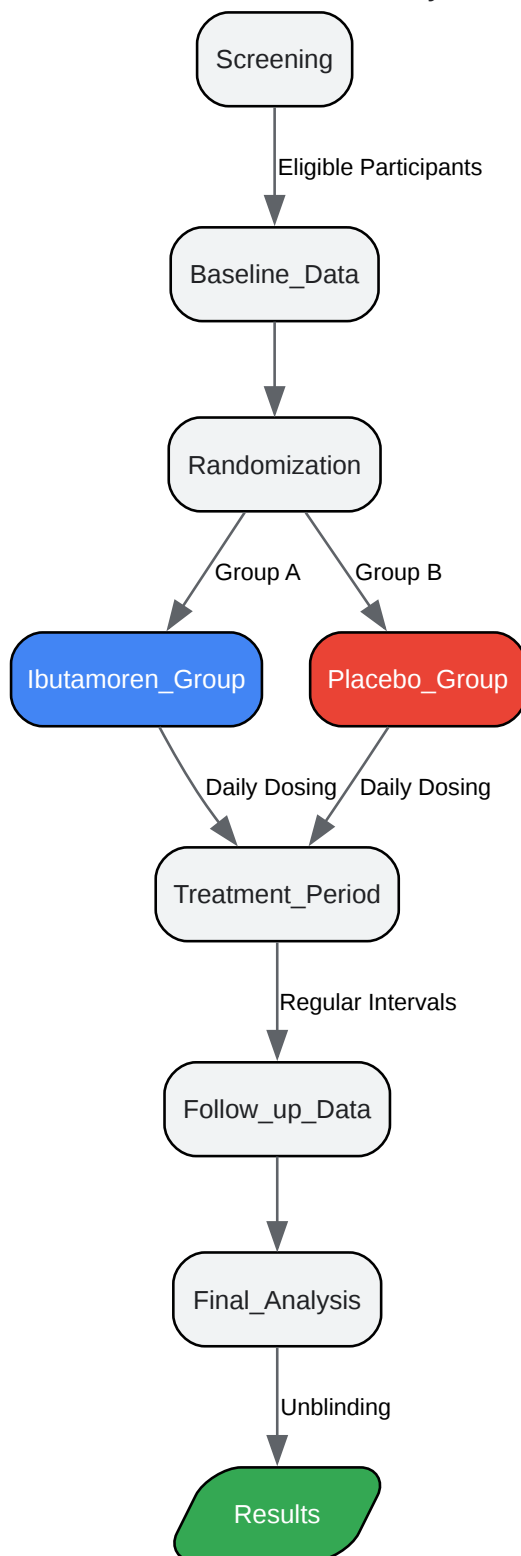 Screening
Eligible Participants
Baseline_Data
Randomization
Group A
Group B
Ibutamoren_Group
Placebo_Group
Daily Dosing
Daily Dosing
Treatment_Period
Regular Intervals
Follow_up_Data
Final_Analysis
Unblinding
Results